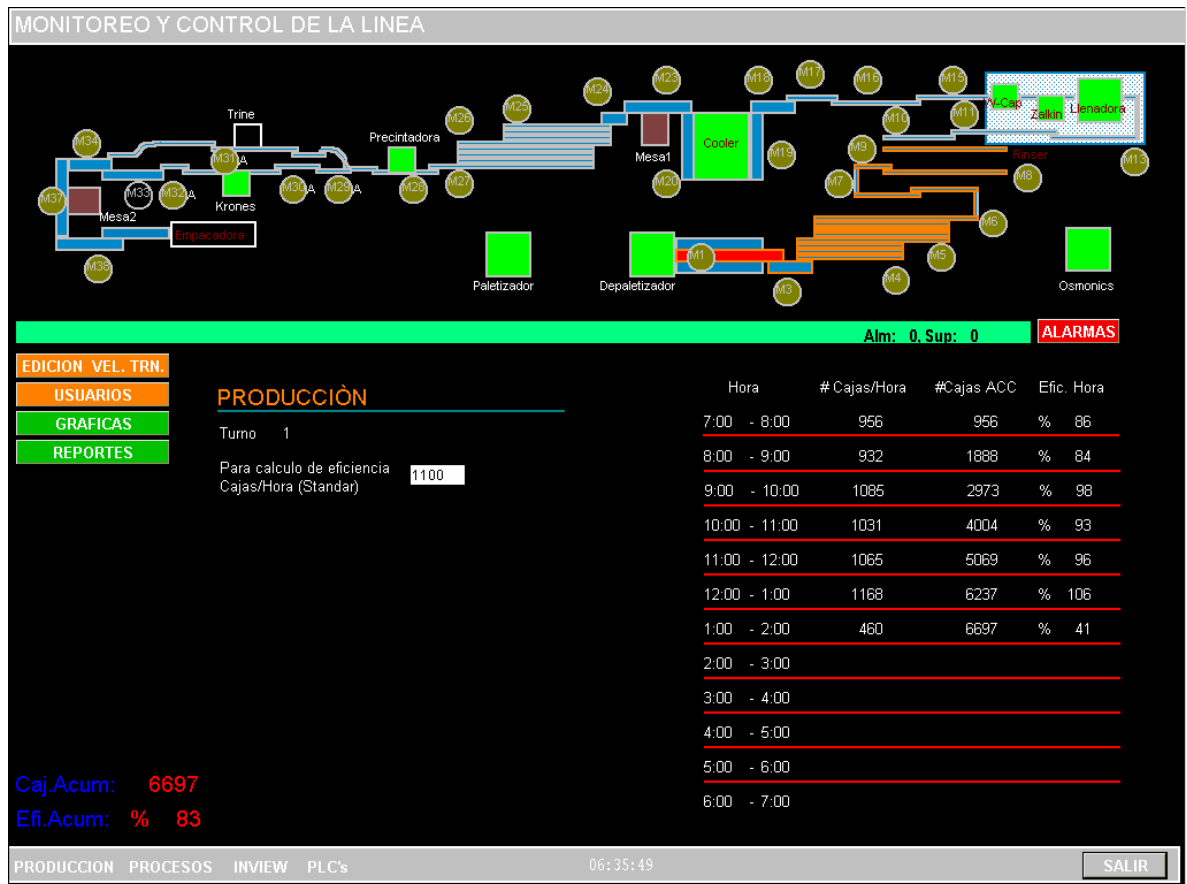 MONITOREO Y CONTROL DE LA LINEA
M23
M18
M17
M16
M15
M24
M25
M26
W-Cap
Zalkin
Llenadora
M10
M11
Trine
Precintadora
M34
M31
A
Mesa1
Cooler
M19
M9
Rinser
M13
M37
Mesa2
M33
M32
A
Krones
M30
A
M29
A
M28
M27
M20
M7
M8
Empacadora
M6
M38
Paletizador
Depaletizador
M1
M3
M4
M5
Osmonics
Alm: 0, Sup: 0
ALARMAS
EDICION VEL. TRN.
USUARIOS
GRAFICAS
REPORTES
PRODUCCIÒN
Turno 1
Para calculo de eficiencia
Cajas/Hora (Standar)
1100
Hora # Cajas/Hora #Cajas ACC Efic. Hora
7:00 - 8:00 956 956 % 86
8:00 - 9:00 932 1888 % 84
9:00 - 10:00 1085 2973 % 98
10:00 - 11:00 1031 4004 % 93
11:00 - 12:00 1065 5069 % 96
12:00 - 1:00 1168 6237 % 106
1:00 - 2:00 460 6697 % 41
2:00 - 3:00
3:00 - 4:00
4:00 - 5:00
5:00 - 6:00
6:00 - 7:00
Caj.Acum: 6697
Efi.Acum: % 83
PRODUCCION PROCESOS INVIEW PLC's
06:35:49
SALIR